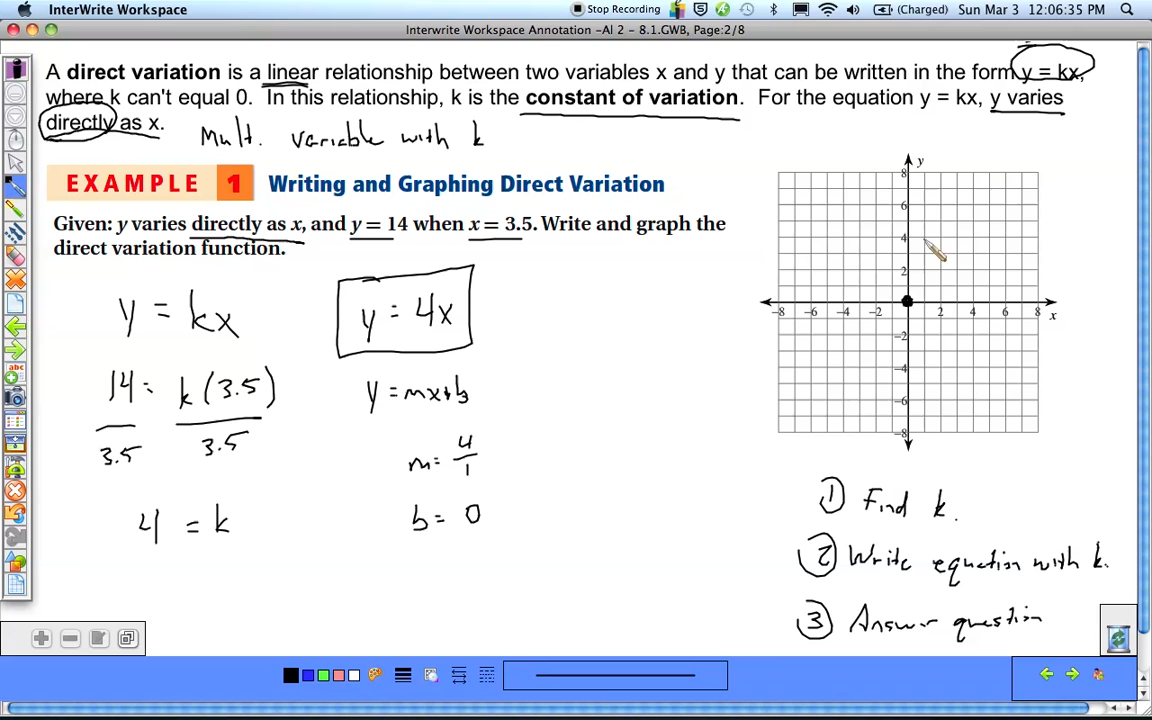 InterWrite Workspace
Stop Recording
(Charged)
Sun Mar 3 12:06:35 PM
Interwrite Workspace Annotation -Al 2 - 8.1.GWB, Page:2/8
A direct variation is a linear relationship between two variables x and y that can be written in the form y = kx,
where k can't equal 0. In this relationship, k is the constant of variation. For the equation y = kx, y varies
directly as x.
Mult. variable with k
EXAMPLE 1 Writing and Graphing Direct Variation
Given: y varies directly as x, and y = 14 when x = 3.5. Write and graph the
direct variation function.
y = kx
14 = k (3.5)
3.5 3.5
4 = k
y = 4x
y = mx+b
m = 4/1
b = 0
y
8
6
4
2
-8 -6 -4 -2 2 4 6 8 x
-2
-4
-6
-8
① Find k.
② Write equation with k.
③ Answer question
abc